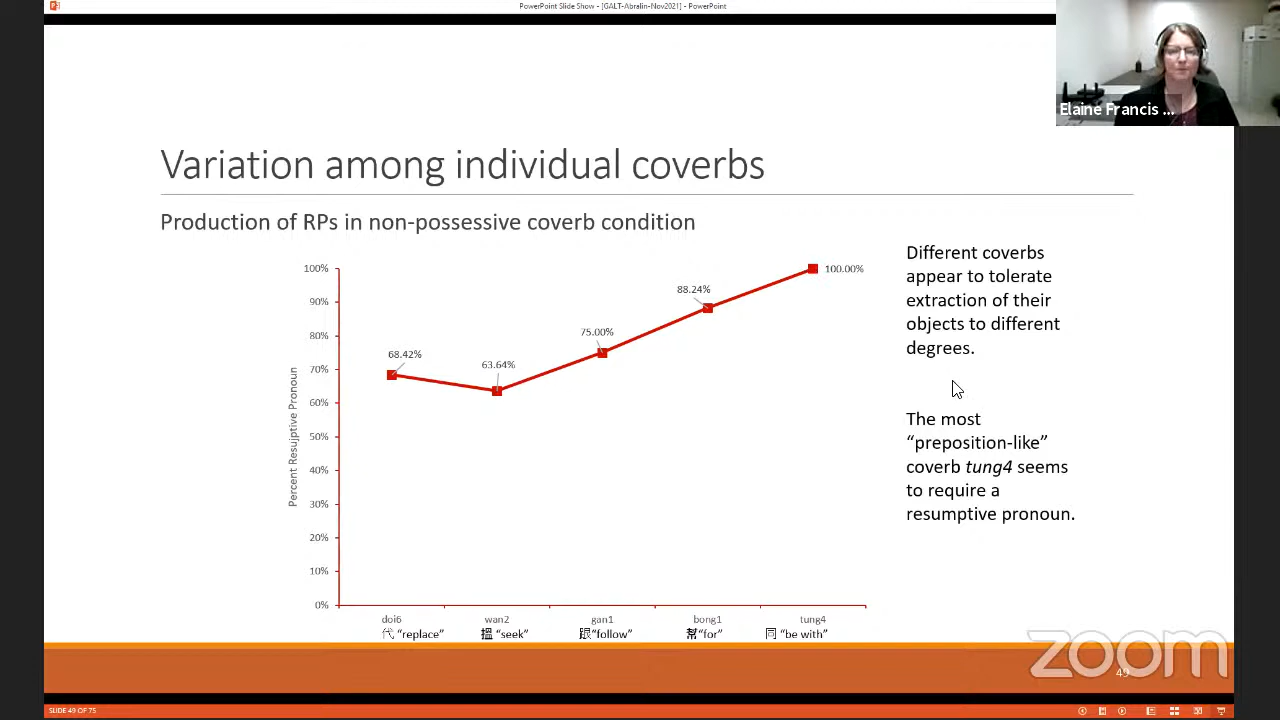 PowerPoint Slide Show - [GALT-Abralin-Nov2021] - PowerPoint
Elaine Francis ...
Variation among individual coverbs
Production of RPs in non-possessive coverb condition
Percent Resujptive Pronoun
100%
90%
80%
70%
60%
50%
40%
30%
20%
10%
0%
68.42%
63.64%
75.00%
88.24%
100.00%
doi6 wan2 gan1 bong1 tung4
代 “replace” 搵 “seek” 跟“follow” 幫“for” 同 “be with”
Different coverbs
appear to tolerate
extraction of their
objects to different
degrees.
The most
“preposition-like”
coverb tung4 seems
to require a
resumptive pronoun.
zoom
49
SLIDE 49 OF 75